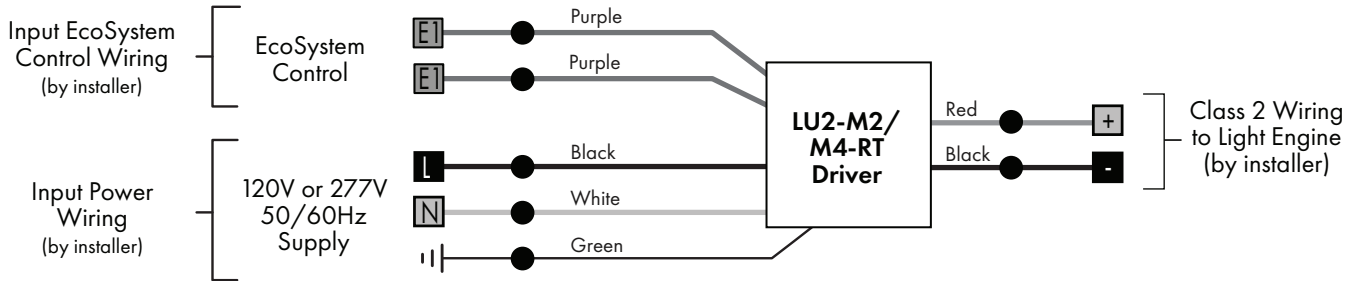 Input EcoSystem
Control Wiring
(by installer)
EcoSystem
Control
E1
Purple
E1
Purple
Input Power
Wiring
(by installer)
120V or 277V
50/60Hz
Supply
L
Black
N
White
Green
LU2-M2/
M4-RT
Driver
Red
+
Black
-
Class 2 Wiring
to Light Engine
(by installer)